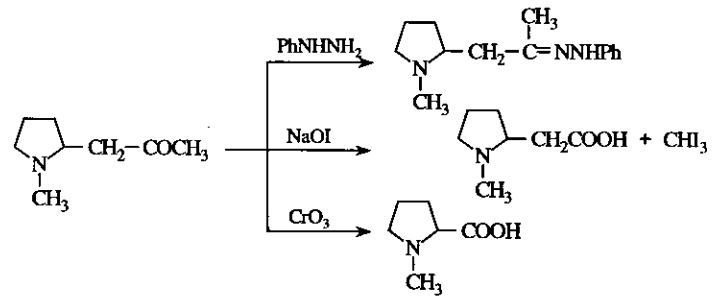 CH₃
PhNHNH₂
CH₂—C=NNHPh
N
CH₃
NaOI
CH₂—COCH₃
CH₂COOH + CHI₃
N
N
CH₃
CH₃
CrO₃
COOH
N
CH₃